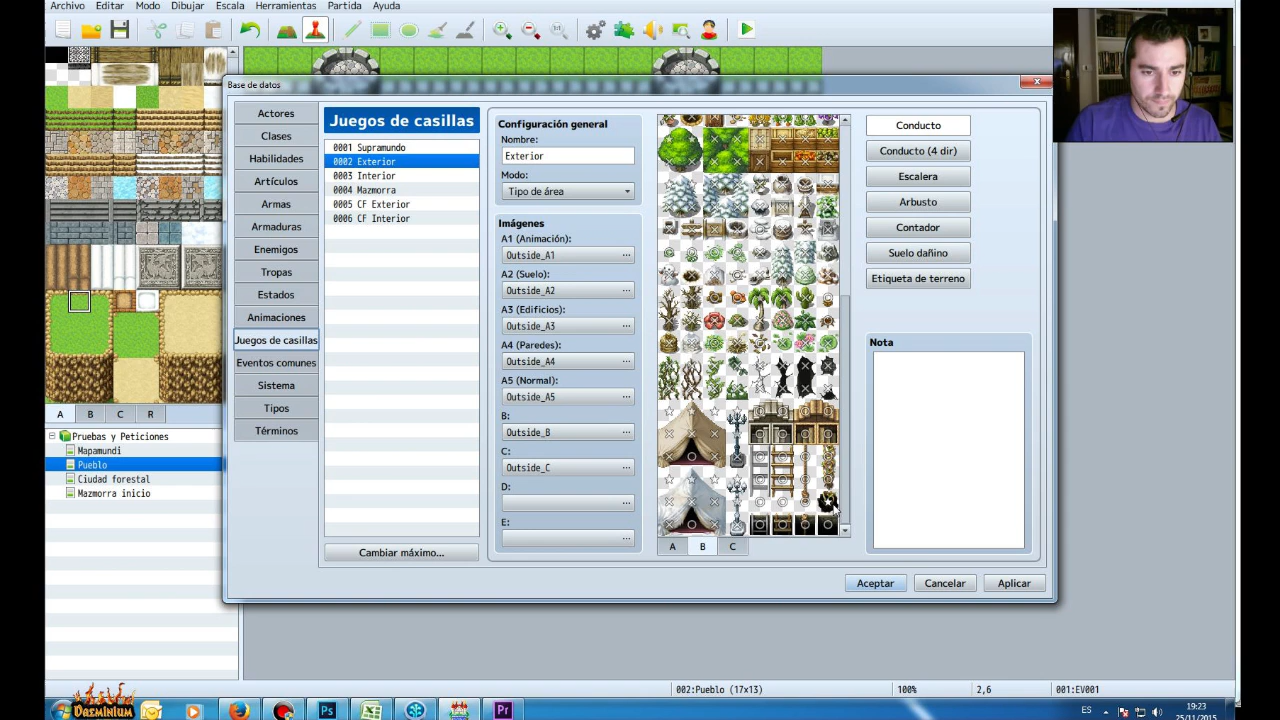 Archivo Editar Modo Dibujar Escala Herramientas Partida Ayuda
Base de datos
Actores
Clases
Habilidades
Artículos
Armas
Armaduras
Enemigos
Tropas
Estados
Animaciones
Juegos de casillas
Eventos comunes
Sistema
Tipos
Términos
Juegos de casillas
0001 Supramundo
0002 Exterior
0003 Interior
0004 Mazmorra
0005 CF Exterior
0006 CF Interior
Cambiar máximo...
Configuración general
Nombre:
Exterior
Modo:
Tipo de área
Imágenes
A1 (Animación):
Outside_A1 ...
A2 (Suelo):
Outside_A2 ...
A3 (Edificios):
Outside_A3 ...
A4 (Paredes):
Outside_A4 ...
A5 (Normal):
Outside_A5 ...
B:
Outside_B ...
C:
Outside_C ...
D:
...
E:
...
A B C
Conducto
Conducto (4 dir)
Escalera
Arbusto
Contador
Suelo dañino
Etiqueta de terreno
Nota
Aceptar Cancelar Aplicar
A B C R
Pruebas y Peticiones
Mapamundi
Pueblo
Ciudad forestal
Mazmorra inicio
002:Pueblo (17x13) 100% 2,6 001:EV001
DAEMINIUM
Ps
Pr
ES
19:23
25/11/2015